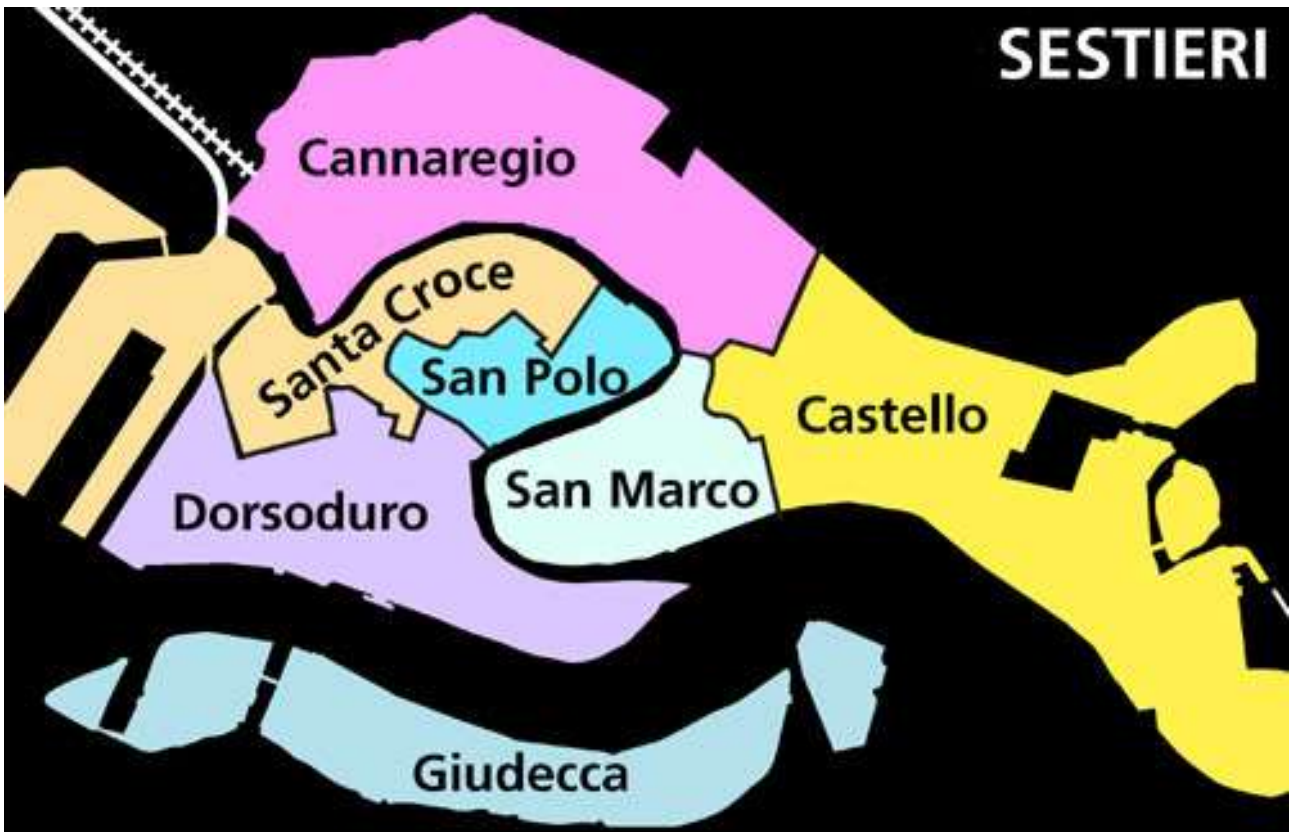 SESTIERI
Cannaregio
Santa Croce
San Polo
Castello
San Marco
Dorsoduro
Giudecca